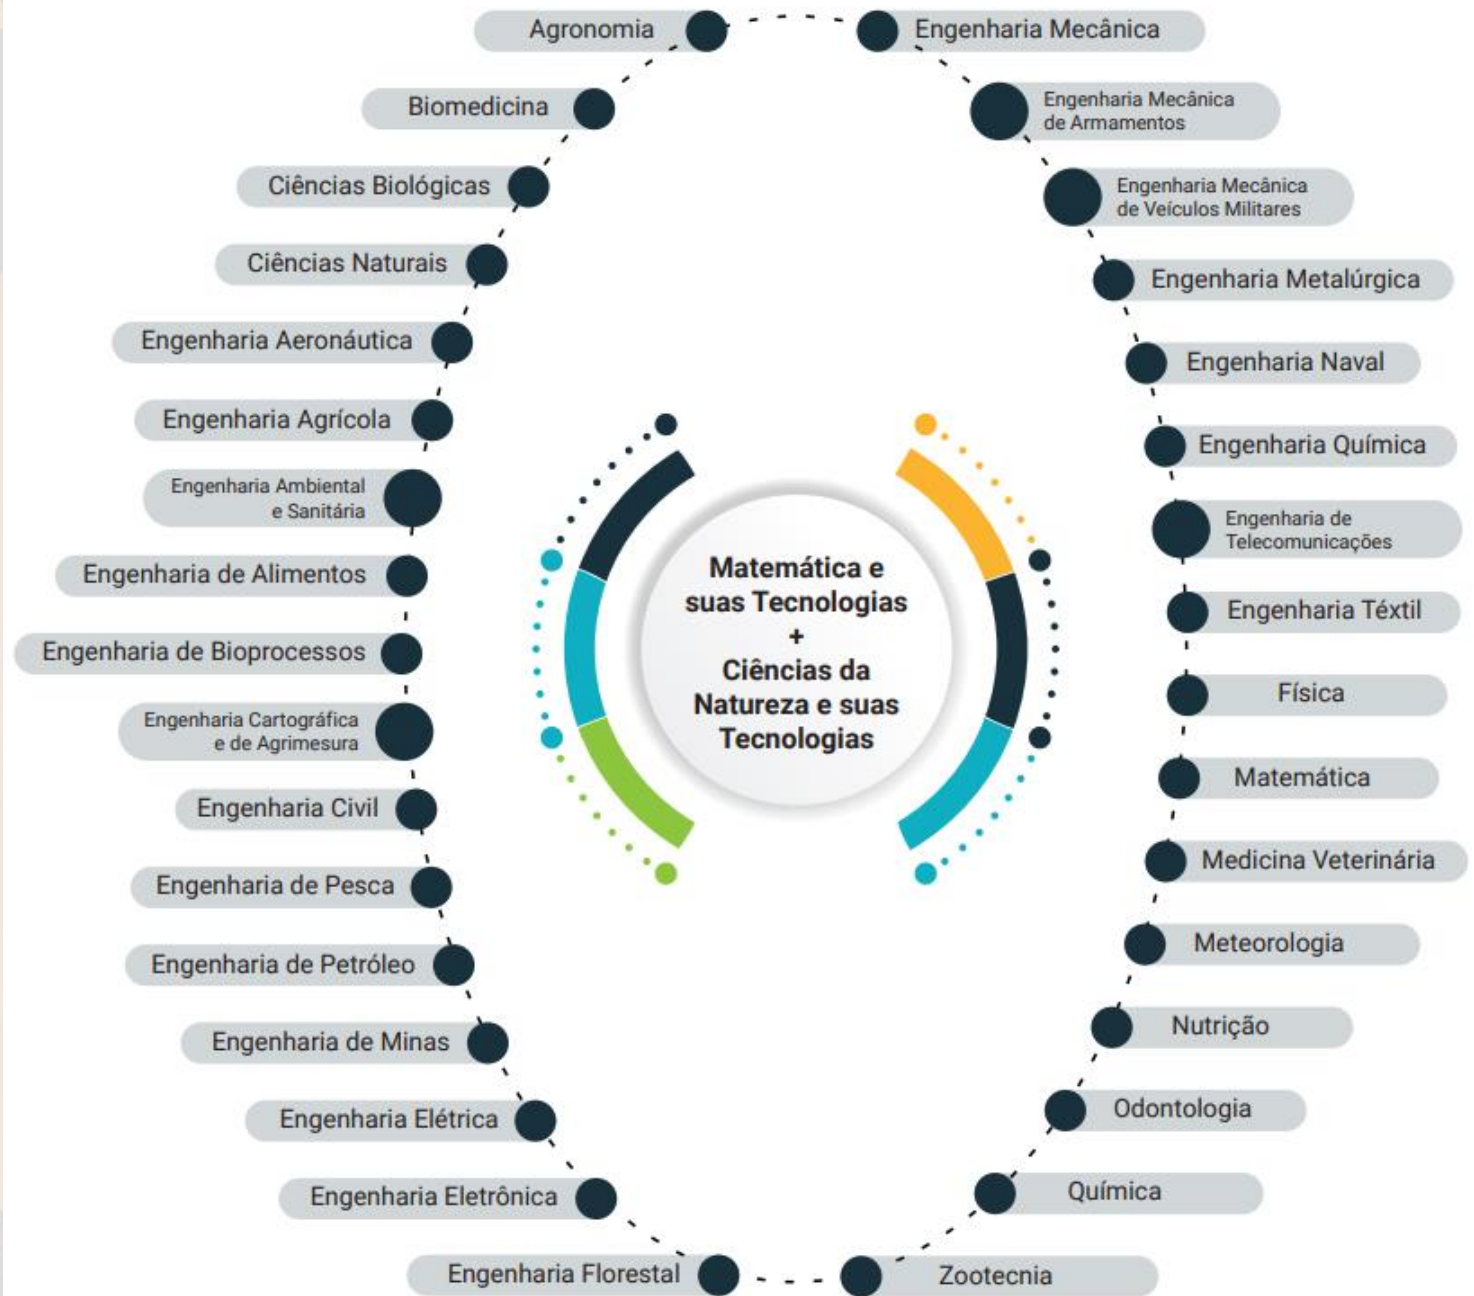 Agronomia
Biomedicina
Ciências Biológicas
Ciências Naturais
Engenharia Aeronáutica
Engenharia Agrícola
Engenharia Ambiental
e Sanitária
Engenharia de Alimentos
Engenharia de Bioprocessos
Engenharia Cartográfica
e de Agrimesura
Engenharia Civil
Engenharia de Pesca
Engenharia de Petróleo
Engenharia de Minas
Engenharia Elétrica
Engenharia Eletrônica
Engenharia Florestal
Matemática e
suas Tecnologias
+
Ciências da
Natureza e suas
Tecnologias
Engenharia Mecânica
Engenharia Mecânica
de Armamentos
Engenharia Mecânica
de Veículos Militares
Engenharia Metalúrgica
Engenharia Naval
Engenharia Química
Engenharia de
Telecomunicações
Engenharia Téxtil
Física
Matemática
Medicina Veterinária
Meteorologia
Nutrição
Odontologia
Química
Zootecnia